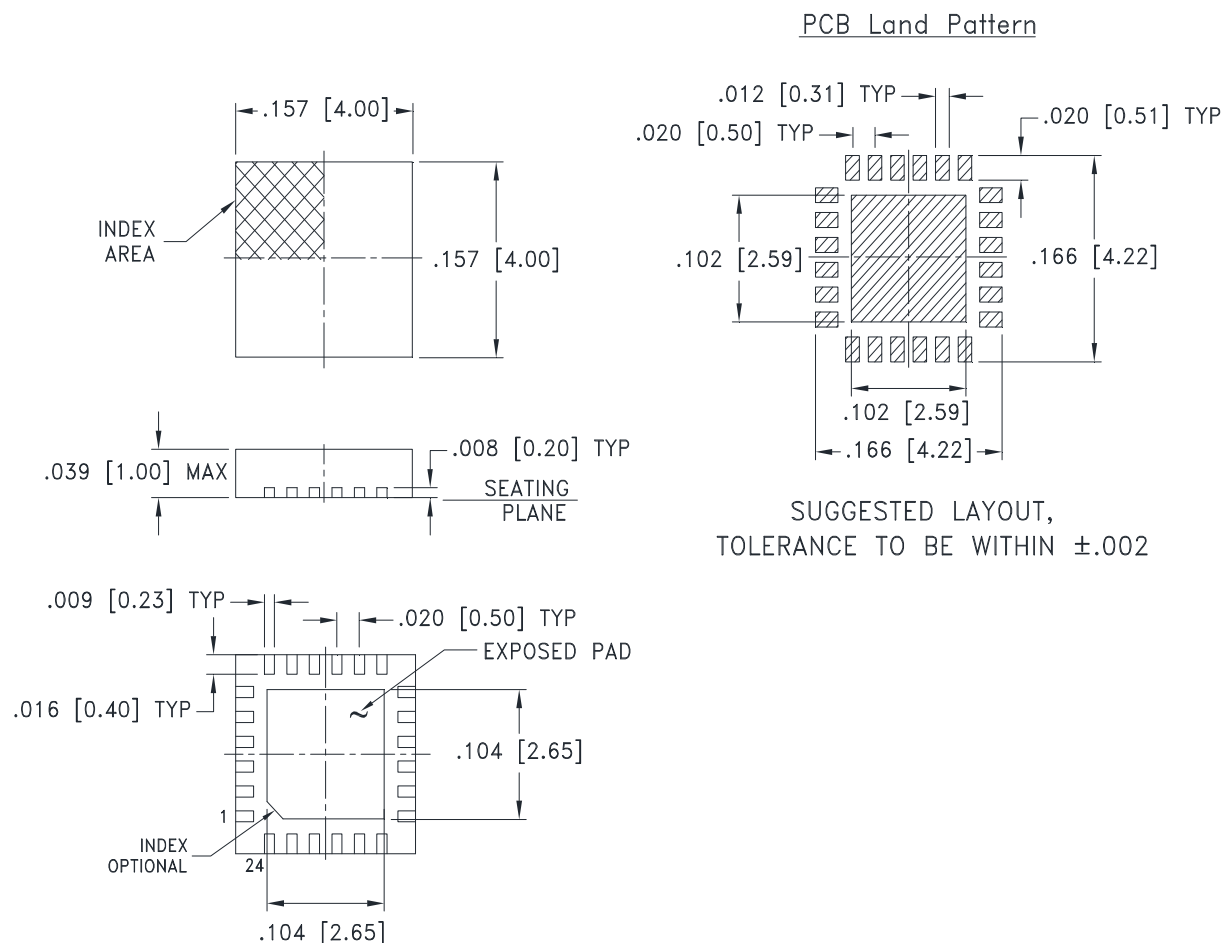 PCB Land Pattern
.157 [4.00]
INDEX
AREA
.157 [4.00]
.012 [0.31] TYP
.020 [0.50] TYP
.020 [0.51] TYP
.102 [2.59]
.166 [4.22]
.102 [2.59]
.166 [4.22]
.039 [1.00] MAX
.008 [0.20] TYP
SEATING
PLANE
SUGGESTED LAYOUT,
TOLERANCE TO BE WITHIN ±.002
.009 [0.23] TYP
.020 [0.50] TYP
EXPOSED PAD
.016 [0.40] TYP
.104 [2.65]
1
INDEX
OPTIONAL
24
.104 [2.65]